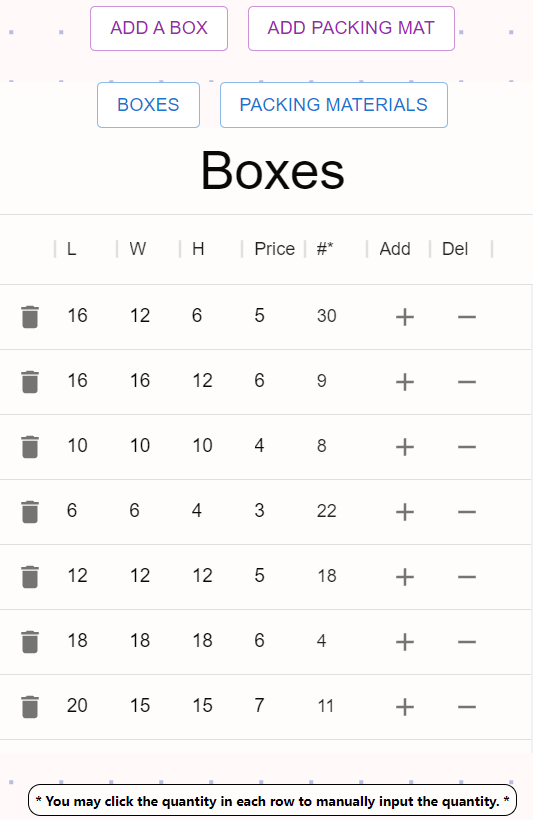 ADD A BOX ADD PACKING MAT
BOXES PACKING MATERIALS
Boxes
L W H Price #* Add Del
16 12 6 5 30 + −
16 16 12 6 9 + −
10 10 10 4 8 + −
6 6 4 3 22 + −
12 12 12 5 18 + −
18 18 18 6 4 + −
20 15 15 7 11 + −
* You may click the quantity in each row to manually input the quantity. *